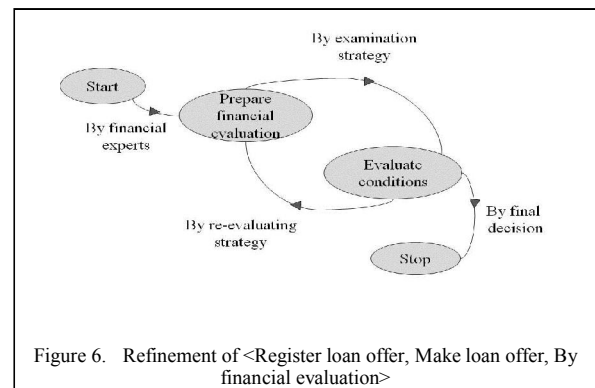 By examination
strategy
Start
Prepare
financial
evaluation
By financial
experts
Evaluate
conditions
By re-evaluating
strategy
By final
decision
Stop
Figure 6. Refinement of <Register loan offer, Make loan offer, By
financial evaluation>